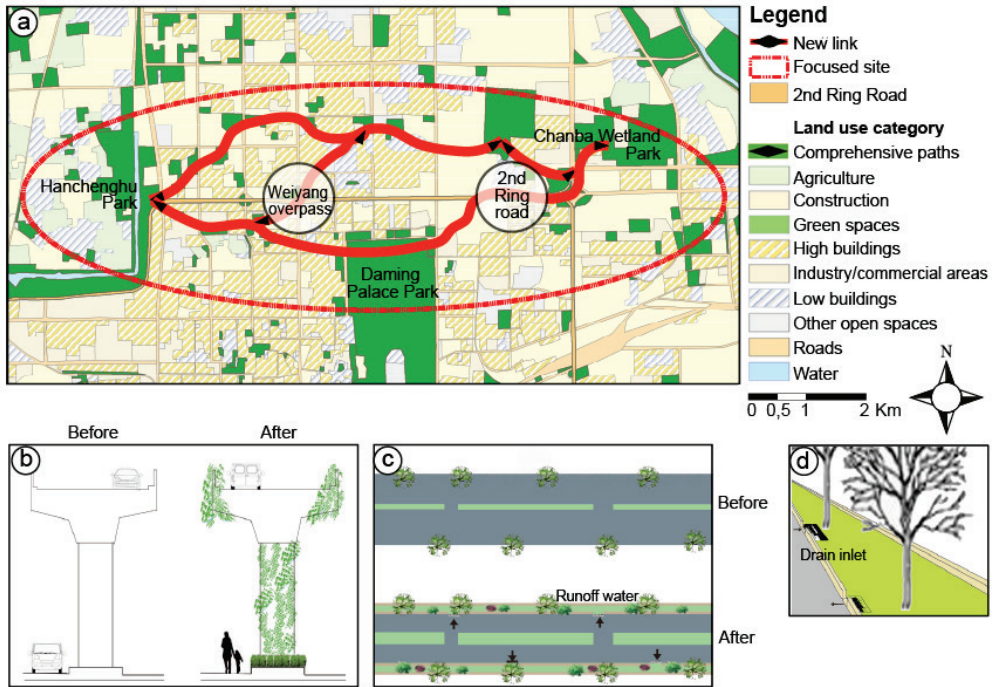 a
Chanba Wetland
Park
Hanchenghu
Park
Weiyang
overpass
2nd
Ring
road
Daming
Palace Park
Legend
New link
Focused site
2nd Ring Road
Land use category
Comprehensive paths
Agriculture
Construction
Green spaces
High buildings
Industry/commercial areas
Low buildings
Other open spaces
Roads
Water
N
0 0,5 1 2 Km
b
Before
After
c
Before
Runoff water
After
d
Drain inlet